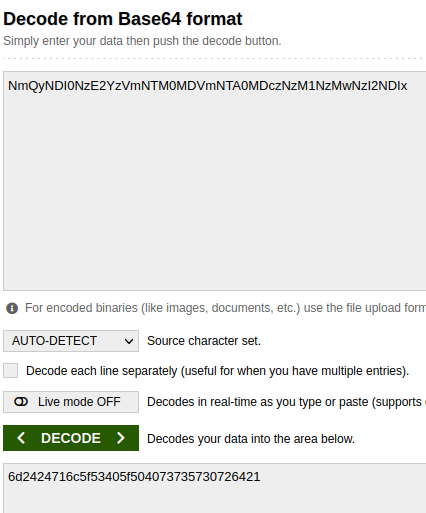 Decode from Base64 format
Simply enter your data then push the decode button.
NmQyNDI0NzE2YzVmNTM0MDVmNTA0MDczNzM1NzMwNzI2NDIx
For encoded binaries (like images, documents, etc.) use the file upload form
AUTO-DETECT Source character set.
Decode each line separately (useful for when you have multiple entries).
Live mode OFF Decodes in real-time as you type or paste (supports
DECODE Decodes your data into the area below.
6d2424716c5f53405f504073735730726421